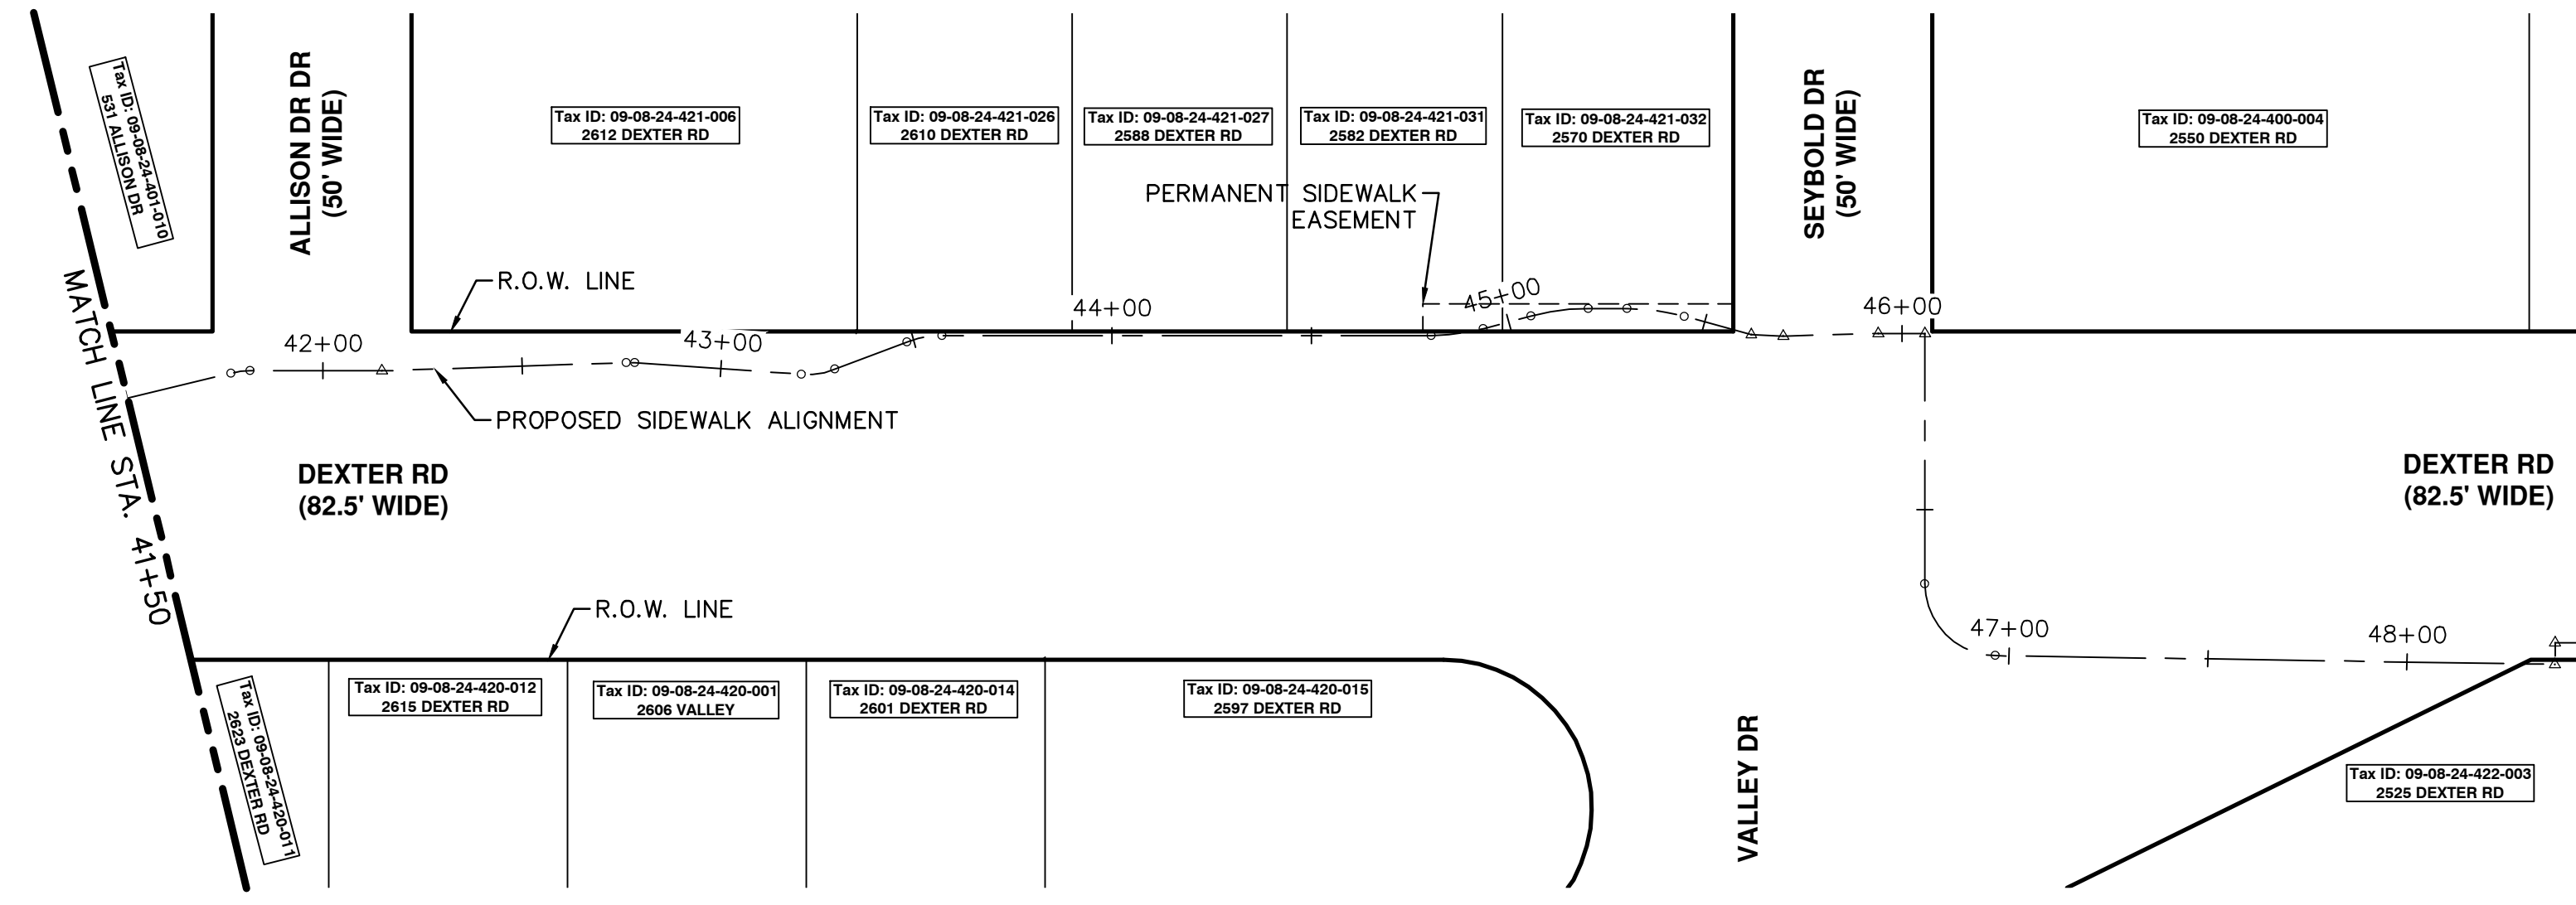 Tax ID: 09-08-24-401-010
531 ALLISON DR
ALLISON DR DR
(50' WIDE)
Tax ID: 09-08-24-421-006
2612 DEXTER RD
Tax ID: 09-08-24-421-026
2610 DEXTER RD
Tax ID: 09-08-24-421-027
2588 DEXTER RD
Tax ID: 09-08-24-421-031
2582 DEXTER RD
Tax ID: 09-08-24-421-032
2570 DEXTER RD
SEYBOLD DR
(50' WIDE)
Tax ID: 09-08-24-400-004
2550 DEXTER RD
PERMANENT SIDEWALK
EASEMENT
R.O.W. LINE
MATCH LINE STA. 41+50
42+00
43+00
44+00
45+00
46+00
PROPOSED SIDEWALK ALIGNMENT
DEXTER RD
(82.5' WIDE)
DEXTER RD
(82.5' WIDE)
R.O.W. LINE
47+00
48+00
Tax ID: 09-08-24-420-011
2623 DEXTER RD
Tax ID: 09-08-24-420-012
2615 DEXTER RD
Tax ID: 09-08-24-420-001
2606 VALLEY
Tax ID: 09-08-24-420-014
2601 DEXTER RD
Tax ID: 09-08-24-420-015
2597 DEXTER RD
VALLEY DR
Tax ID: 09-08-24-422-003
2525 DEXTER RD